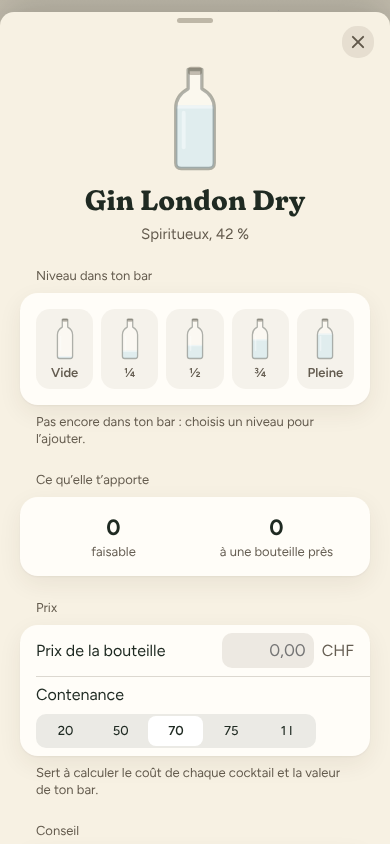 Gin London Dry
Spiritueux, 42 %
Niveau dans ton bar
Vide
¼
½
¾
Pleine
Pas encore dans ton bar : choisis un niveau pour
l’ajouter.
Ce qu’elle t’apporte
0
faisable
0
à une bouteille près
Prix
Prix de la bouteille
0,00
CHF
Contenance
20
50
70
75
1 l
Sert à calculer le coût de chaque cocktail et la valeur
de ton bar.
Conseil